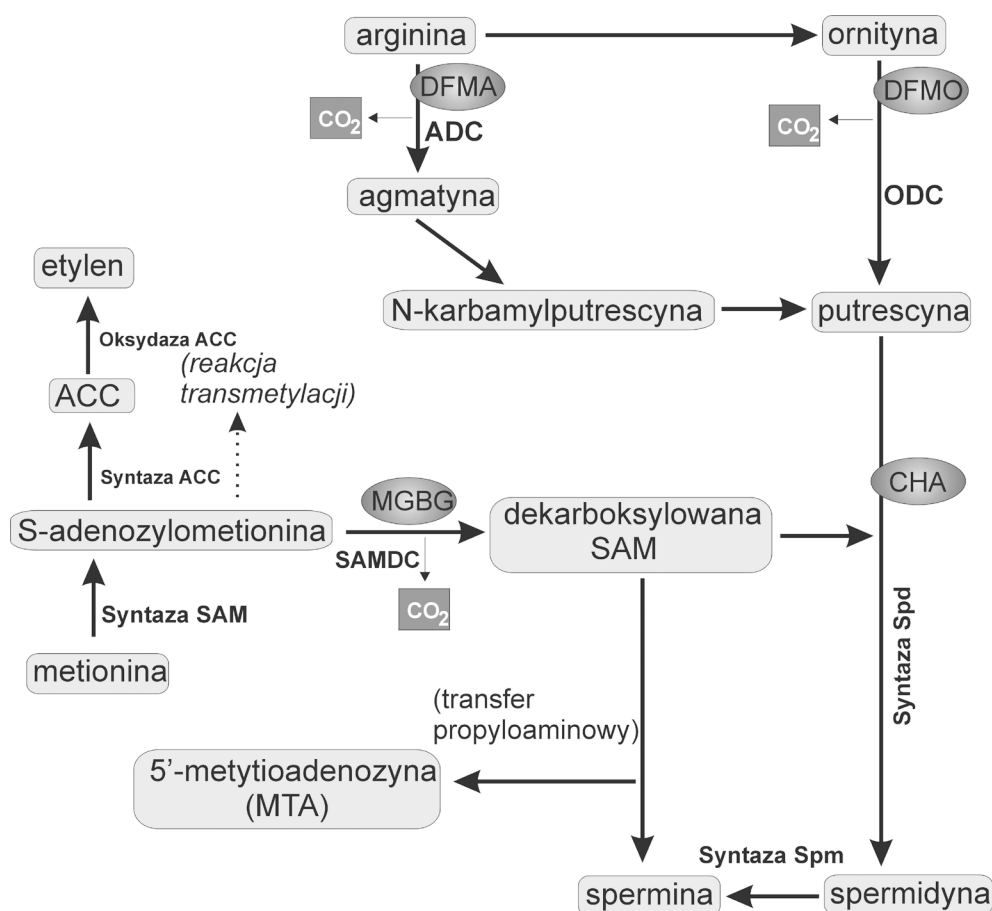 arginina
ornityna
DFMA
DFMO
CO2
ADC
CO2
agmatyna
ODC
etylen
N-karbamylputrescyna
putrescyna
Oksydaza ACC
(reakcja
transmetylacji)
ACC
Syntaza ACC
CHA
MGBG
S-adenozylometionina
dekarboksylowana
SAM
SAMDC
CO2
Syntaza SAM
metionina
Syntaza Spd
(transfer
propyloaminowy)
5'-metytioadenozyna
(MTA)
Syntaza Spm
spermina
spermidyna